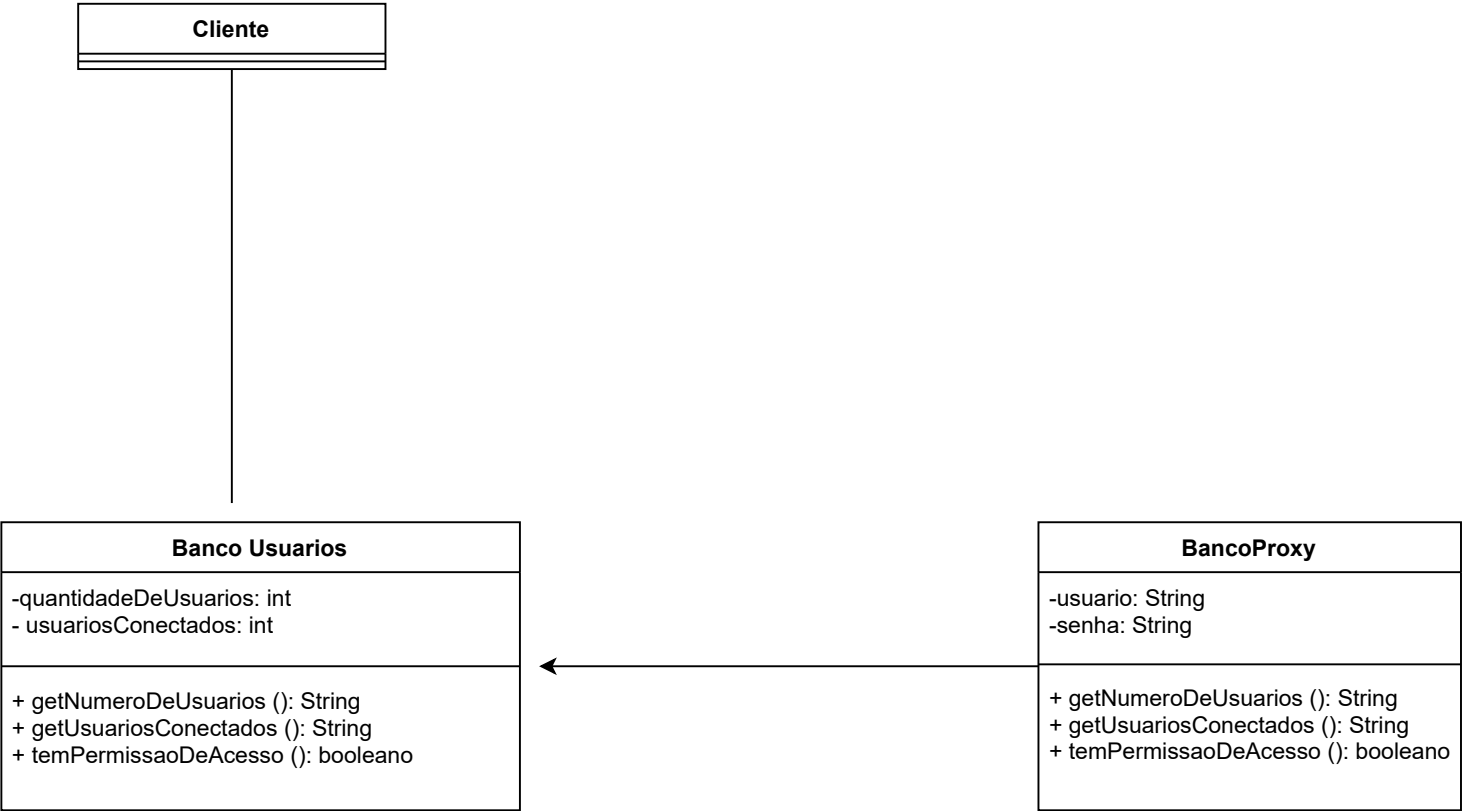 Cliente
Banco Usuarios
-quantidadeDeUsuarios: int
- usuariosConectados: int
+ getNumeroDeUsuarios (): String
+ getUsuariosConectados (): String
+ temPermissaoDeAcesso (): booleano
BancoProxy
-usuario: String
-senha: String
+ getNumeroDeUsuarios (): String
+ getUsuariosConectados (): String
+ temPermissaoDeAcesso (): booleano